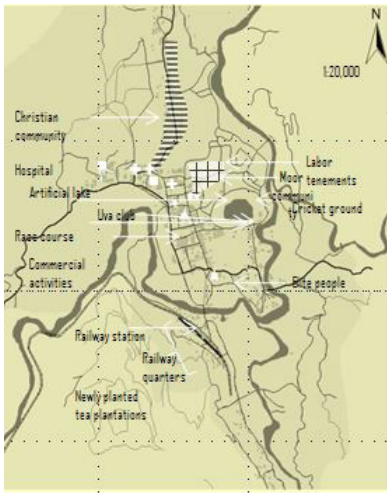 N
1:20,000
Christian
community
Hospital
Labor
Moor tenements
communi
Artificial lake
Uva club
Cricket ground
Race course
Commercial
activities
Elite people
Railway station
Railway
quarters
Newly planted
tea plantations